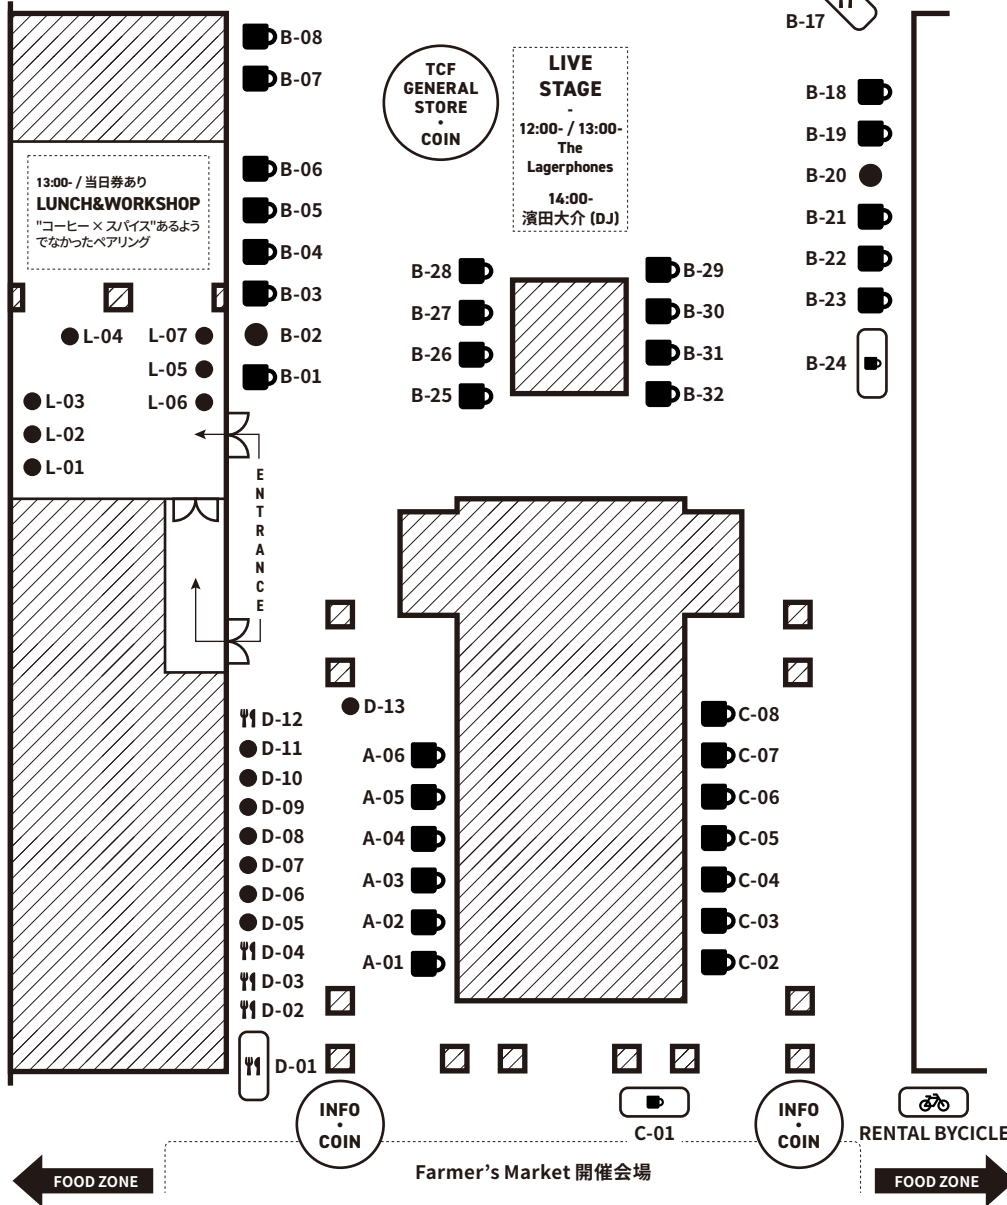 B-17
B-08
B-07
B-06
B-05
B-04
B-03
B-02
B-01
TCF
GENERAL
STORE
・
COIN
LIVE
STAGE
-
12:00- / 13:00-
The
Lagerphones
14:00-
濱田大介 (DJ)
B-18
B-19
B-20
B-21
B-22
B-23
B-24
13:00- / 当日券あり
LUNCH&WORKSHOP
"コーヒー × スパイス"あるよう
でなかったペアリング
B-28
B-27
B-26
B-25
B-29
B-30
B-31
B-32
L-04
L-07
L-05
L-06
L-03
L-02
L-01
ENTRANCE
D-12
D-11
D-10
D-09
D-08
D-07
D-06
D-05
D-04
D-03
D-02
D-01
D-13
A-06
A-05
A-04
A-03
A-02
A-01
C-08
C-07
C-06
C-05
C-04
C-03
C-02
INFO
・
COIN
C-01
INFO
・
COIN
RENTAL BYCICLE
FOOD ZONE
Farmer's Market 開催会場
FOOD ZONE